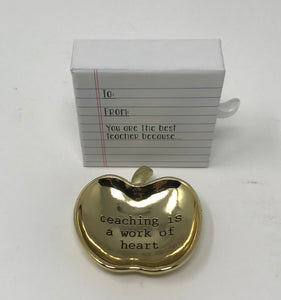 To:
From:
You are the best
teacher because...
teaching is
a work of
heart